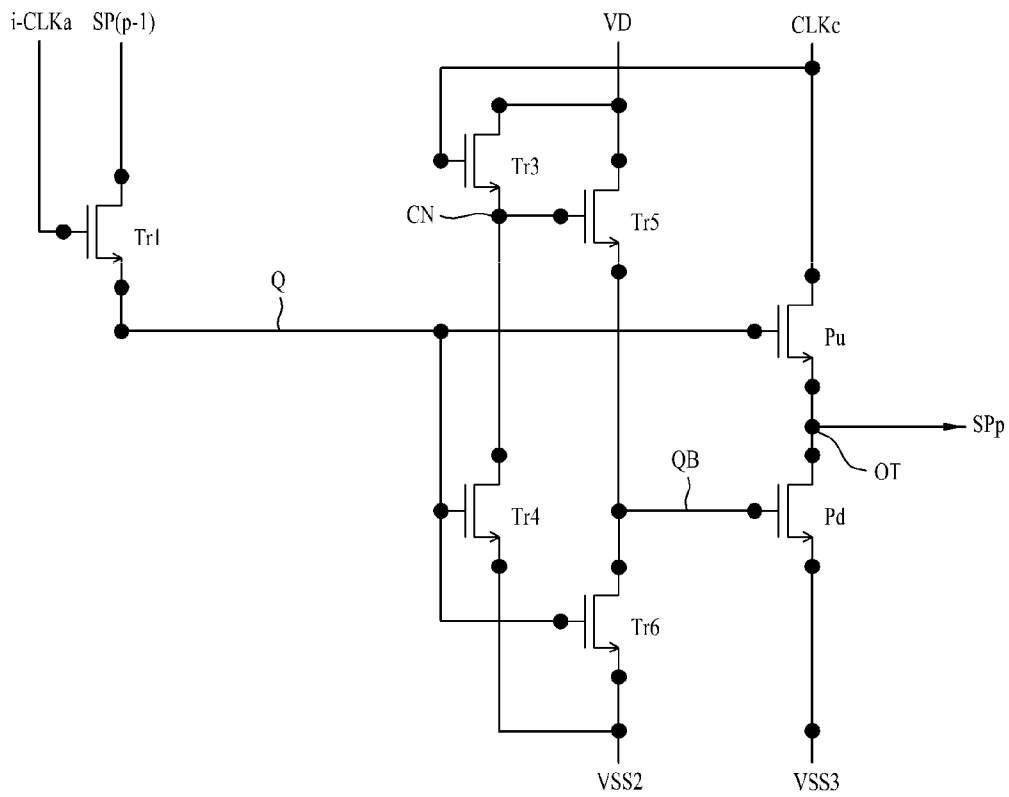 i-CLKa SP(p-1) VD CLKc
Tr3
CN
Tr5
Tr1
Q
Pu
SPp
QB
OT
Tr4
Pd
Tr6
VSS2 VSS3